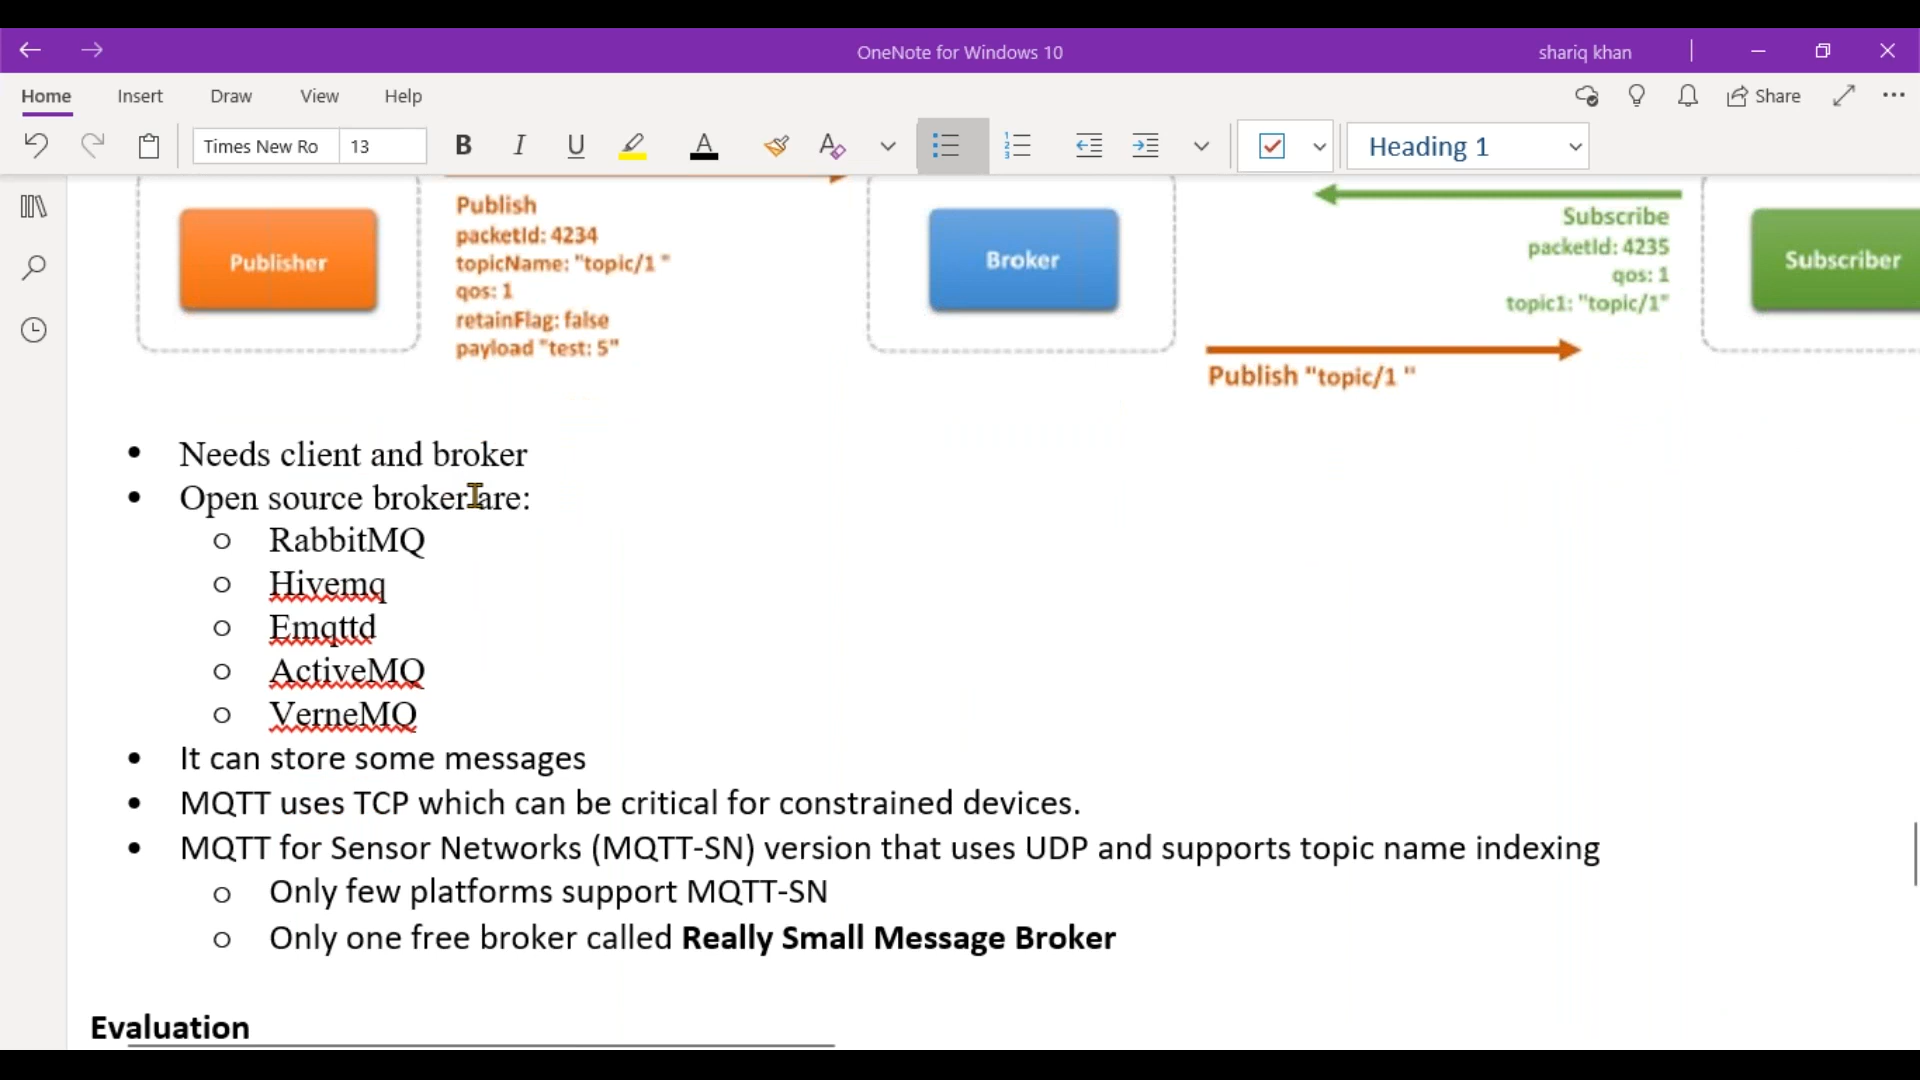 OneNote for Windows 10
shariq khan
Home Insert Draw View Help
Share
Times New Ro 13
B I U A A
Heading 1
Publisher
Publish
packetId: 4234
topicName: "topic/1 "
qos: 1
retainFlag: false
payload "test: 5"
Broker
Subscribe
packetId: 4235
qos: 1
topic1: "topic/1"
Publish "topic/1 "
Subscriber
• Needs client and broker
• Open source broker are:
o RabbitMQ
o Hivemq
o Emqttd
o ActiveMQ
o VerneMQ
• It can store some messages
• MQTT uses TCP which can be critical for constrained devices.
• MQTT for Sensor Networks (MQTT-SN) version that uses UDP and supports topic name indexing
o Only few platforms support MQTT-SN
o Only one free broker called Really Small Message Broker
Evaluation